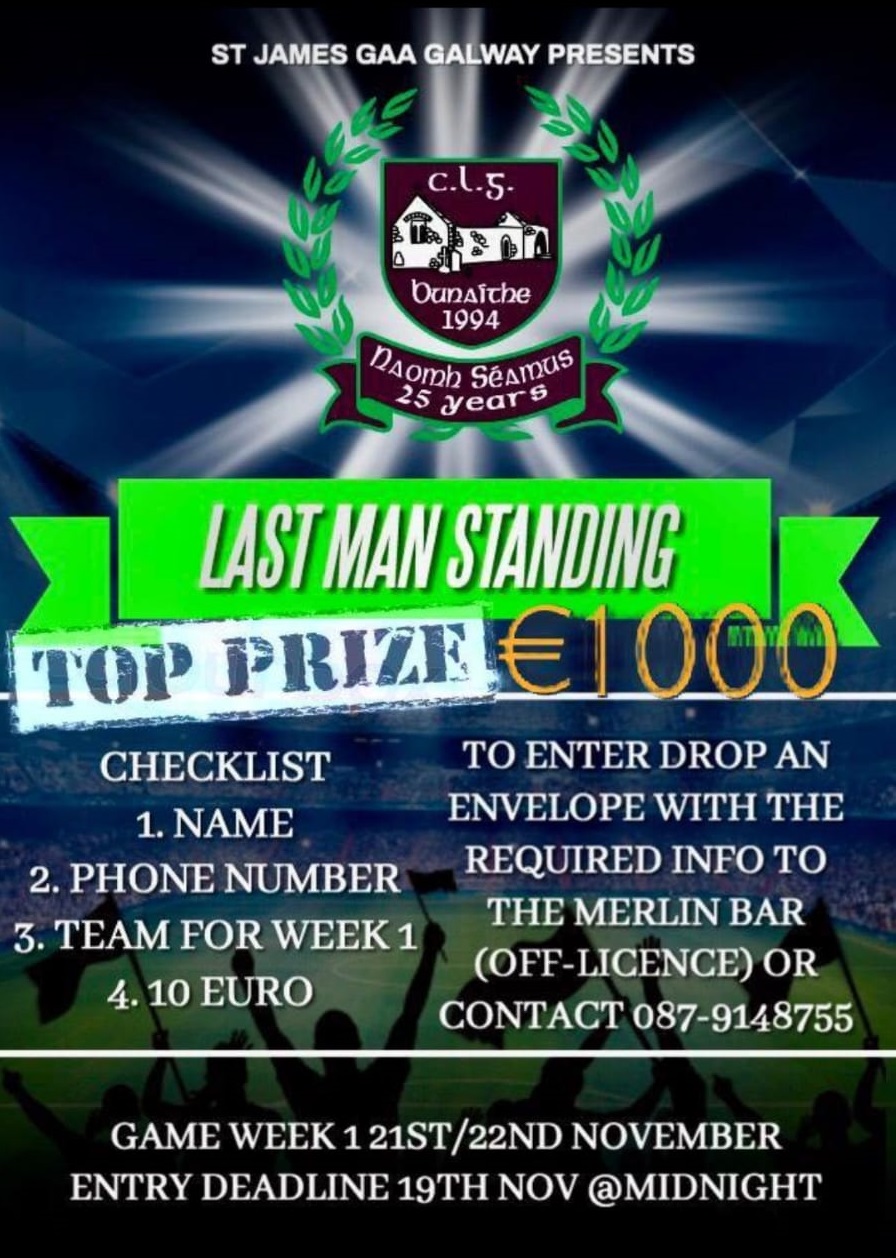 ST JAMES GAA GALWAY PRESENTS
C.L.G.
Bunaithe
1994
Naomh Séamus
25 years
LAST MAN STANDING
TOP PRIZE €1000
CHECKLIST
1. NAME
2. PHONE NUMBER
3. TEAM FOR WEEK 1
4. 10 EURO
TO ENTER DROP AN
ENVELOPE WITH THE
REQUIRED INFO TO
THE MERLIN BAR
(OFF-LICENCE) OR
CONTACT 087-9148755
GAME WEEK 1 21ST/22ND NOVEMBER
ENTRY DEADLINE 19TH NOV @MIDNIGHT